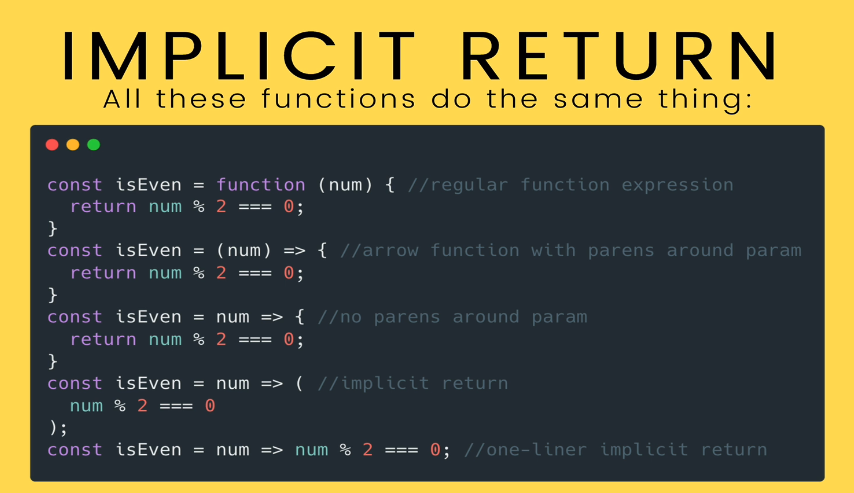 IMPLICIT RETURN
All these functions do the same thing:
const isEven = function (num) { //regular function expression
  return num % 2 === 0;
}
const isEven = (num) => { //arrow function with parens around param
  return num % 2 === 0;
}
const isEven = num => { //no parens around param
  return num % 2 === 0;
}
const isEven = num => ( //implicit return
  num % 2 === 0
);
const isEven = num => num % 2 === 0; //one-liner implicit return